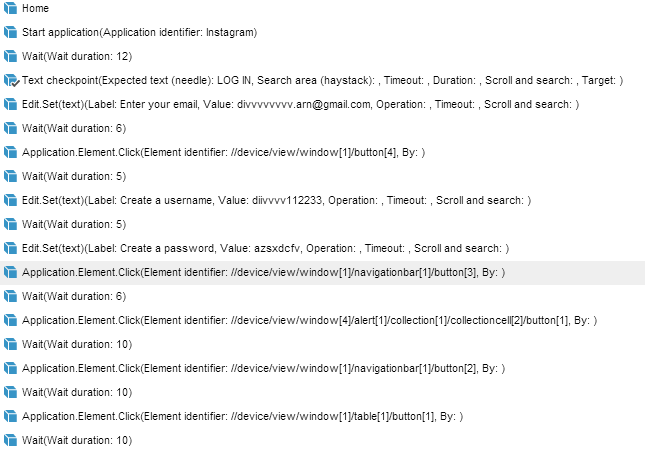 Home
Start application(Application identifier: Instagram)
Wait(Wait duration: 12)
Text checkpoint(Expected text (needle): LOG IN, Search area (haystack): , Timeout: , Duration: , Scroll and search: , Target: )
Edit.Set(text)(Label: Enter your email, Value: divvvvvvvv.arn@gmail.com, Operation: , Timeout: , Scroll and search: )
Wait(Wait duration: 6)
Application.Element.Click(Element identifier: //device/view/window[1]/button[4], By: )
Wait(Wait duration: 5)
Edit.Set(text)(Label: Create a username, Value: diivvvv112233, Operation: , Timeout: , Scroll and search: )
Wait(Wait duration: 5)
Edit.Set(text)(Label: Create a password, Value: azsxdcfv, Operation: , Timeout: , Scroll and search: )
Application.Element.Click(Element identifier: //device/view/window[1]/navigationbar[1]/button[3], By: )
Wait(Wait duration: 6)
Application.Element.Click(Element identifier: //device/view/window[4]/alert[1]/collection[1]/collectioncell[2]/button[1], By: )
Wait(Wait duration: 10)
Application.Element.Click(Element identifier: //device/view/window[1]/navigationbar[1]/button[2], By: )
Wait(Wait duration: 10)
Application.Element.Click(Element identifier: //device/view/window[1]/table[1]/button[1], By: )
Wait(Wait duration: 10)